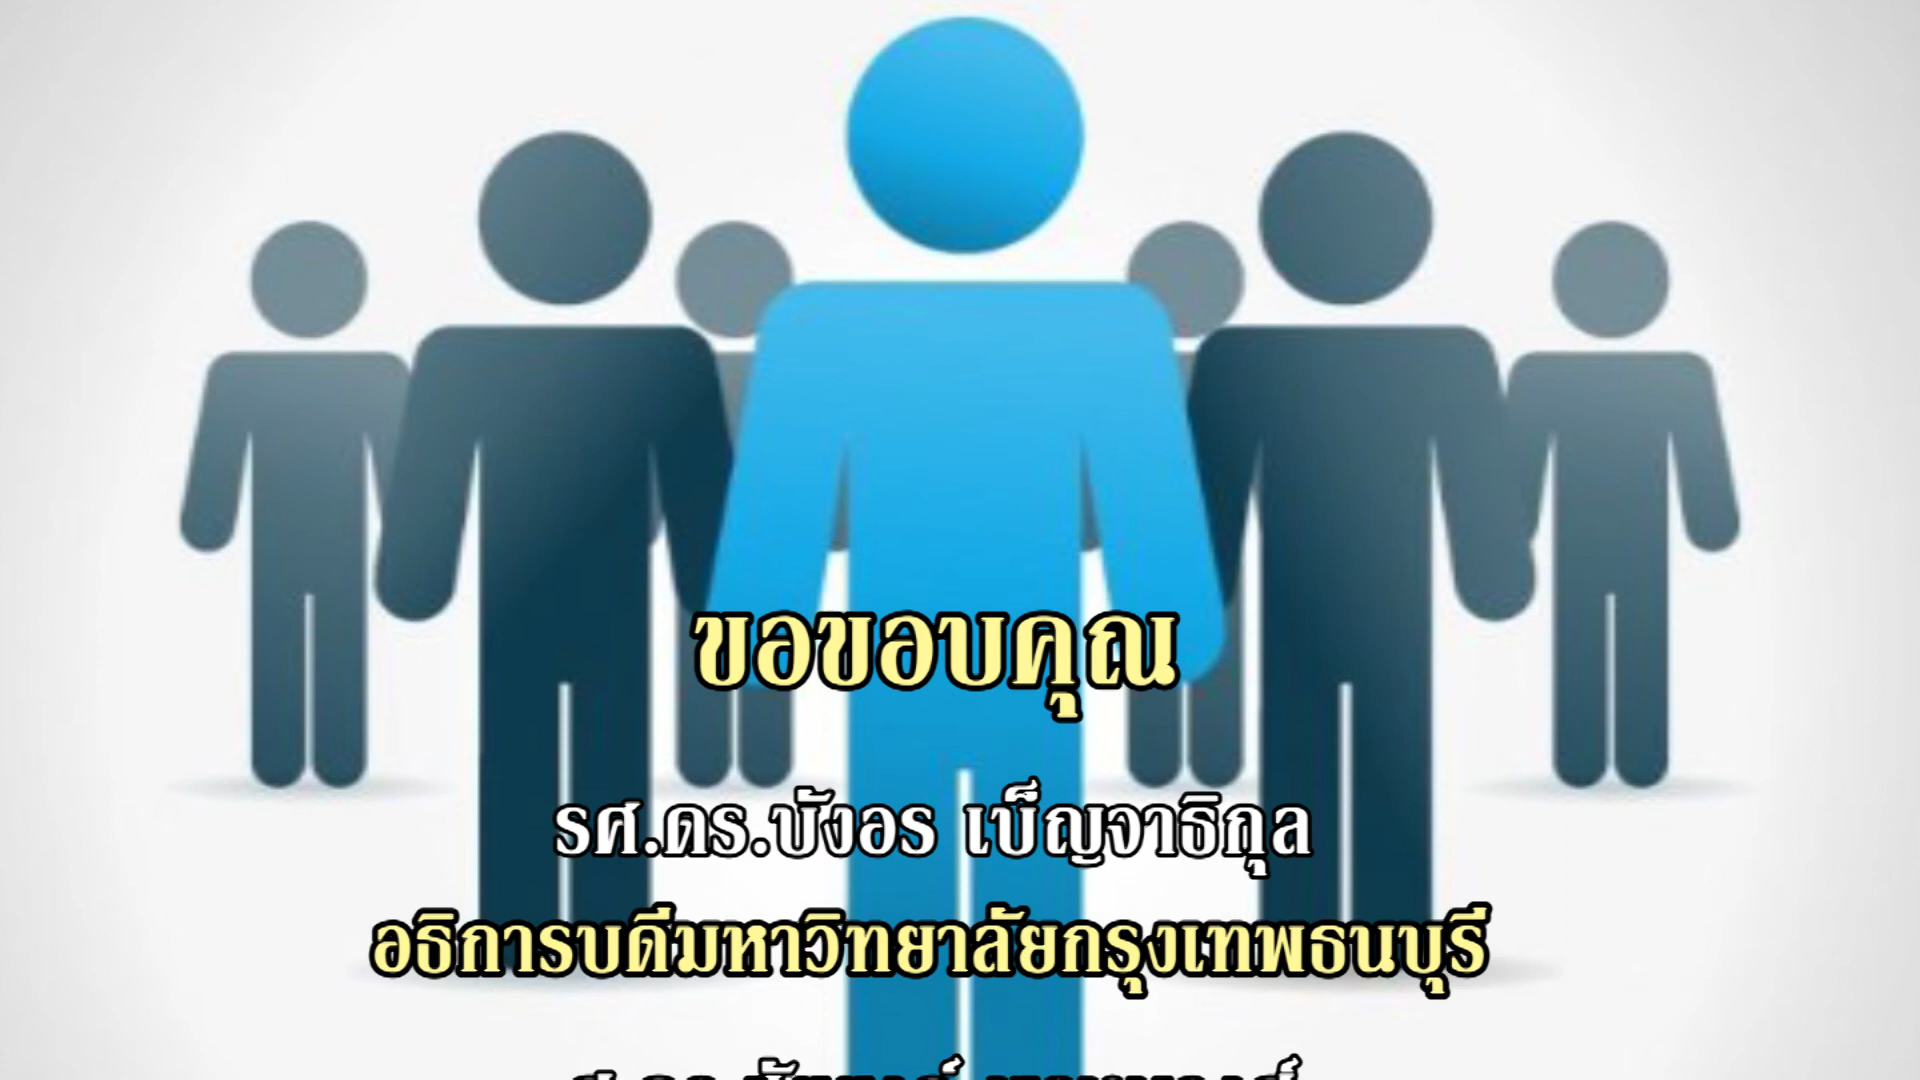 ขอขอบคุณ
รศ.ดร.บังอร เบ็ญจาธิกุล
อธิการบดีมหาวิทยาลัยกรุงเทพธนบุรี